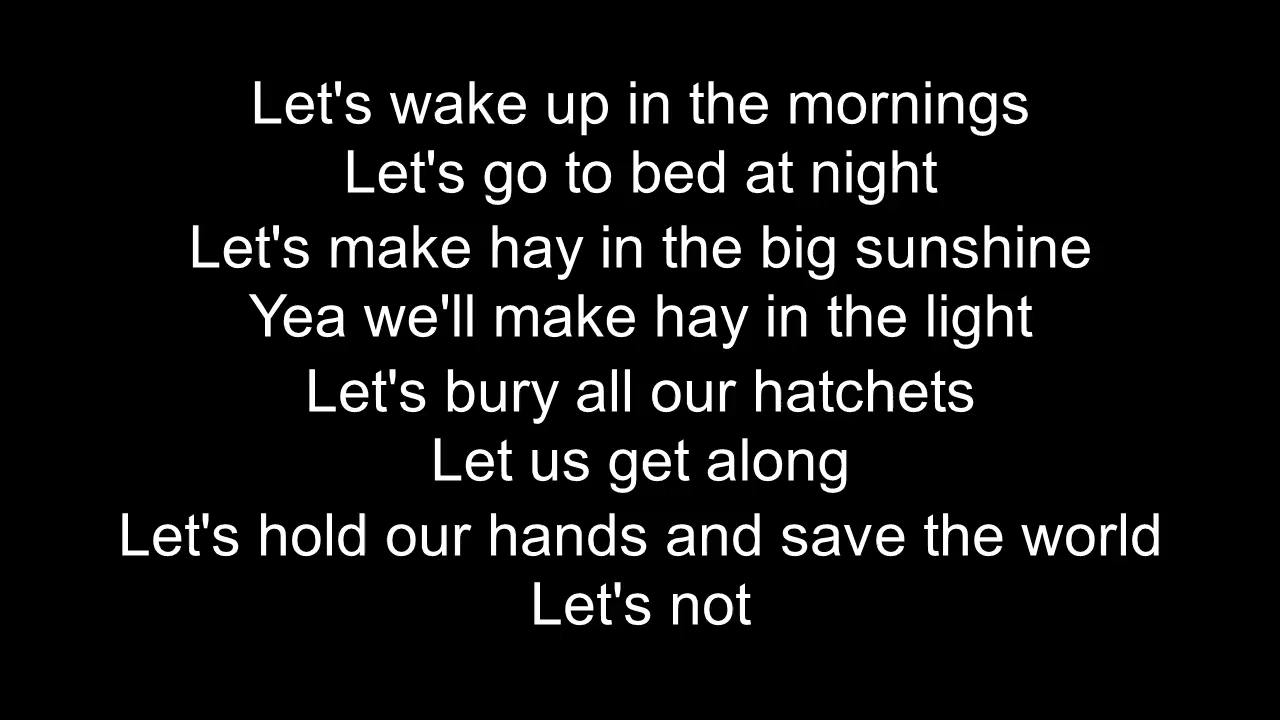 Let's wake up in the mornings
Let's go to bed at night
Let's make hay in the big sunshine
Yea we'll make hay in the light
Let's bury all our hatchets
Let us get along
Let's hold our hands and save the world
Let's not